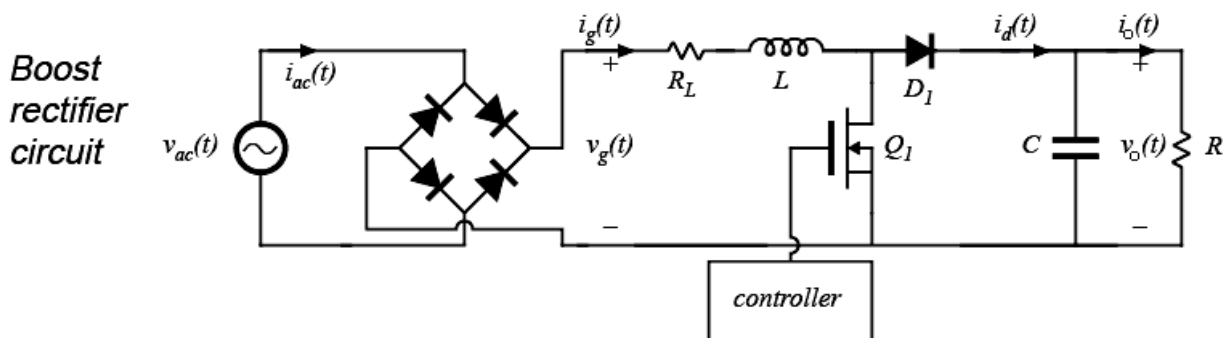 Boost
rectifier
circuit
v_ac(t)
i_ac(t)
i_g(t)
+
v_g(t)
–
R_L
L
Q_1
D_1
controller
i_d(t)
C
i_o(t)
+
v_o(t)
–
R